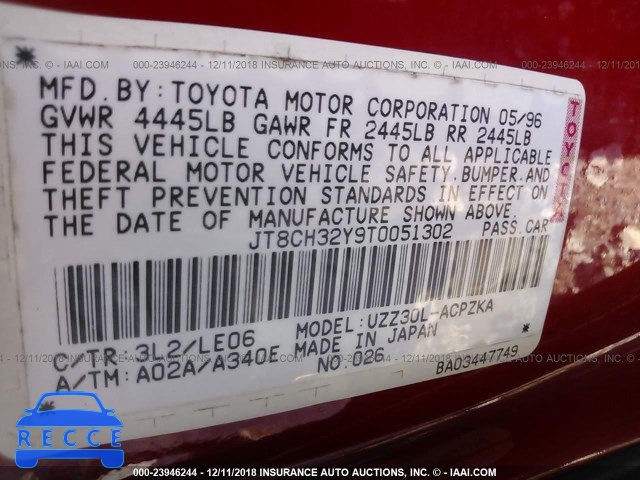 000-23946244 - 12/11/2018 INSURANCE AUTO AUCTIONS, INC. - © - IAAI.COM
MFD. BY: TOYOTA MOTOR CORPORATION 05/96
GVWR 4445LB GAWR FR 2445LB RR 2445LB
THIS VEHICLE CONFORMS TO ALL APPLICABLE
FEDERAL MOTOR VEHICLE SAFETY.BUMPER.AND
THEFT PREVENTION STANDARDS IN EFFECT ON
THE DATE OF MANUFACTURE SHOWN ABOVE.
JT8CH32Y9T0051302 PASS.CAR
TOYOTA
MODEL: UZZ30L-ACPZKA
C/TR: 3L2/LE06 MADE IN JAPAN
A/TM: A02A/A340E NO.026 BA03447749
RECCE
000-23946244 - 12/11/2018 INSURANCE AUTO AUCTIONS, INC. - © - IAAI.COM